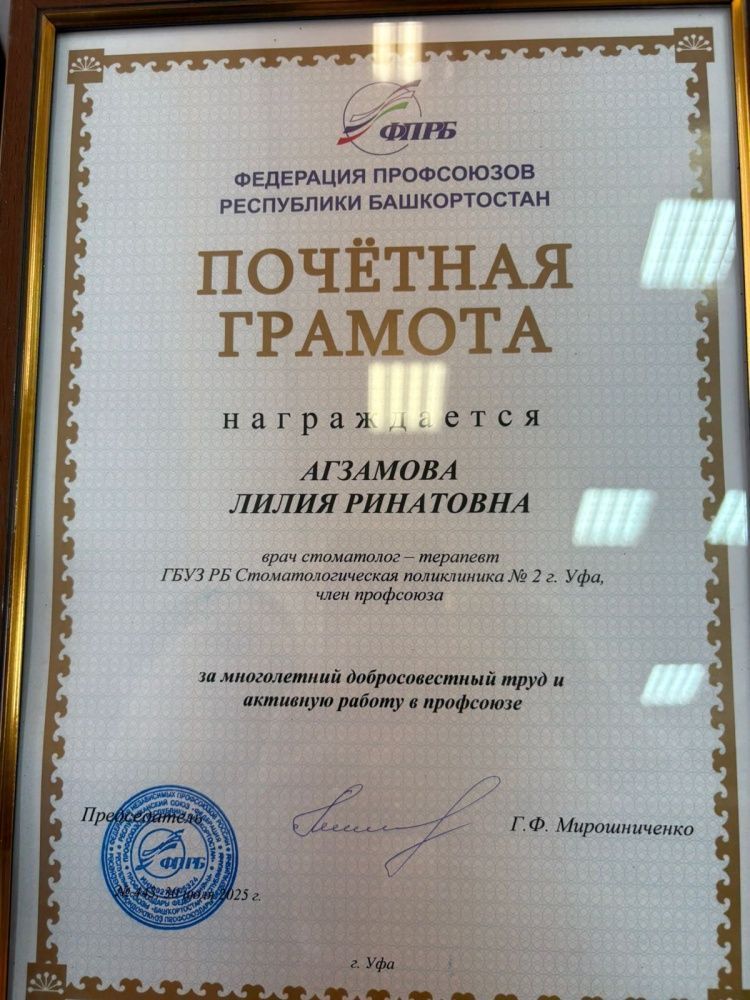 ФПРБ
ФЕДЕРАЦИЯ ПРОФСОЮЗОВ
РЕСПУБЛИКИ БАШКОРТОСТАН
ПОЧЁТНАЯ
ГРАМОТА
награждается
АГЗАМОВА
ЛИЛИЯ РИНАТОВНА
врач стоматолог – терапевт
ГБУЗ РБ Стоматологическая поликлиника № 2 г. Уфа,
член профсоюза
за многолетний добросовестный труд и
активную работу в профсоюзе
Председатель
Г.Ф. Мирошниченко
ФПРБ
2025 г.
г. Уфа